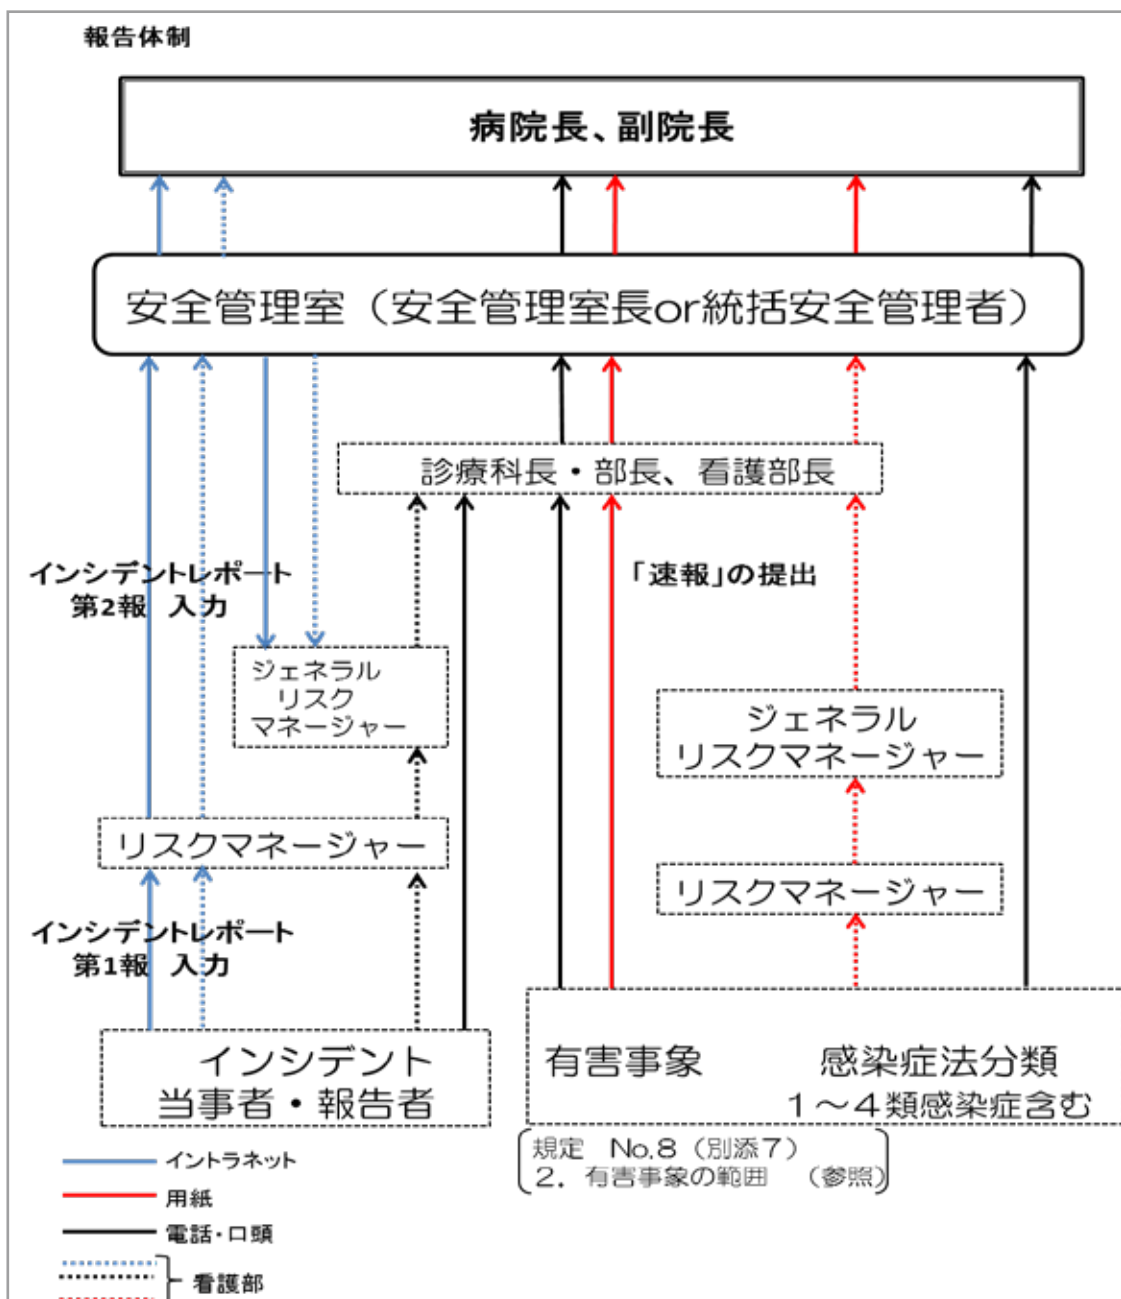 報告体制
病院長、副院長
安全管理室（安全管理室長or統括安全管理者）
診療科長・部長、看護部長
インシデントレポート
第2報 入力
「速報」の提出
ジェネラル
リスク
マネージャー
ジェネラル
リスクマネージャー
リスクマネージャー
リスクマネージャー
インシデントレポート
第1報 入力
インシデント
当事者・報告者
有害事象 感染症法分類
1～4類感染症含む
規定 No.8（別添7）
2．有害事象の範囲 （参照）
イントラネット
用紙
電話・口頭
看護部